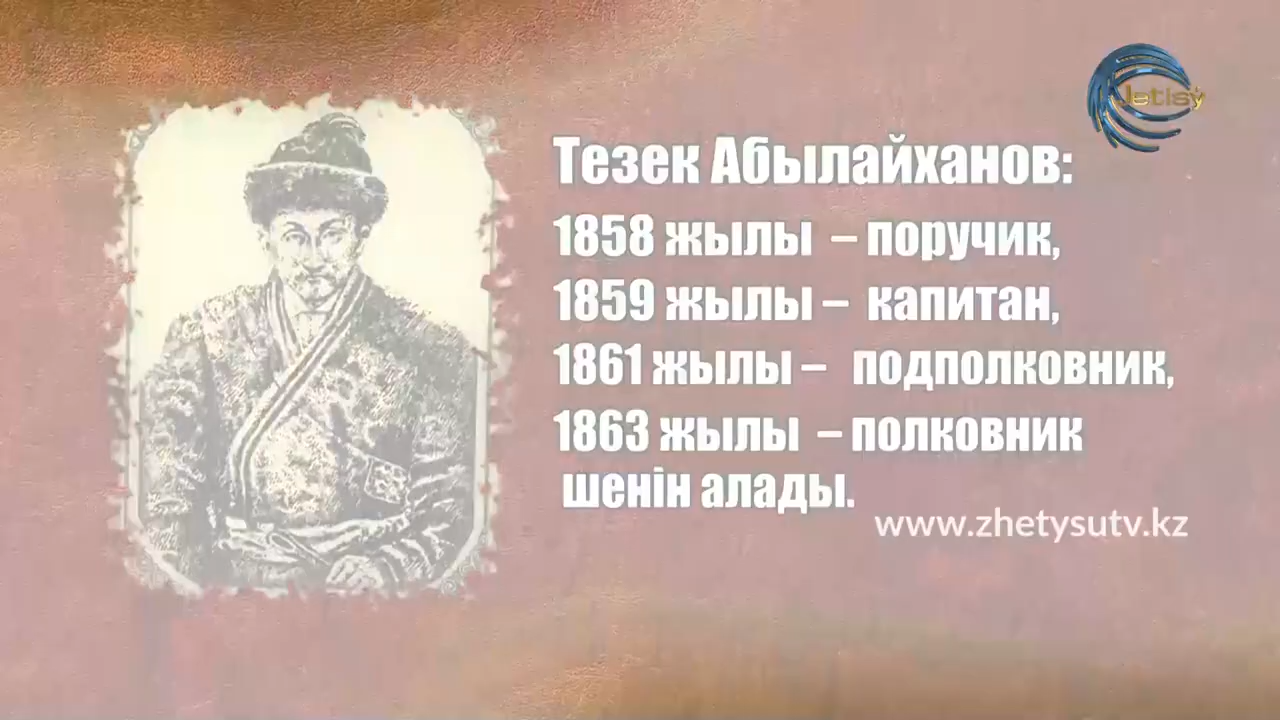 Jetisý
Тезек Абылайханов:
1858 жылы – поручик,
1859 жылы – капитан,
1861 жылы – подполковник,
1863 жылы – полковник
шенін алады.
www.zhetysutv.kz